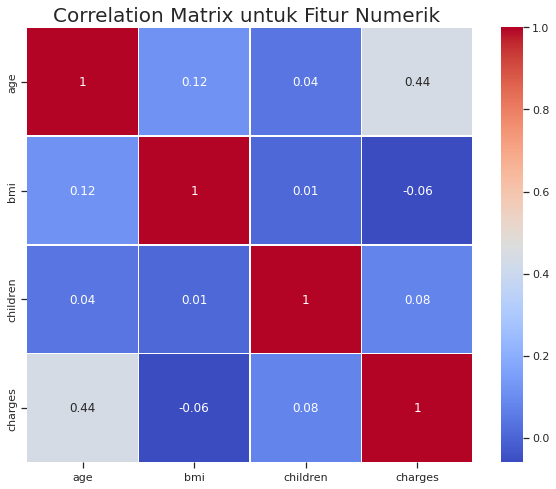 Correlation Matrix untuk Fitur Numerik
age 1 0.12 0.04 0.44
bmi 0.12 1 0.01 -0.06
children 0.04 0.01 1 0.08
charges 0.44 -0.06 0.08 1
age bmi children charges
1.0
0.8
0.6
0.4
0.2
0.0